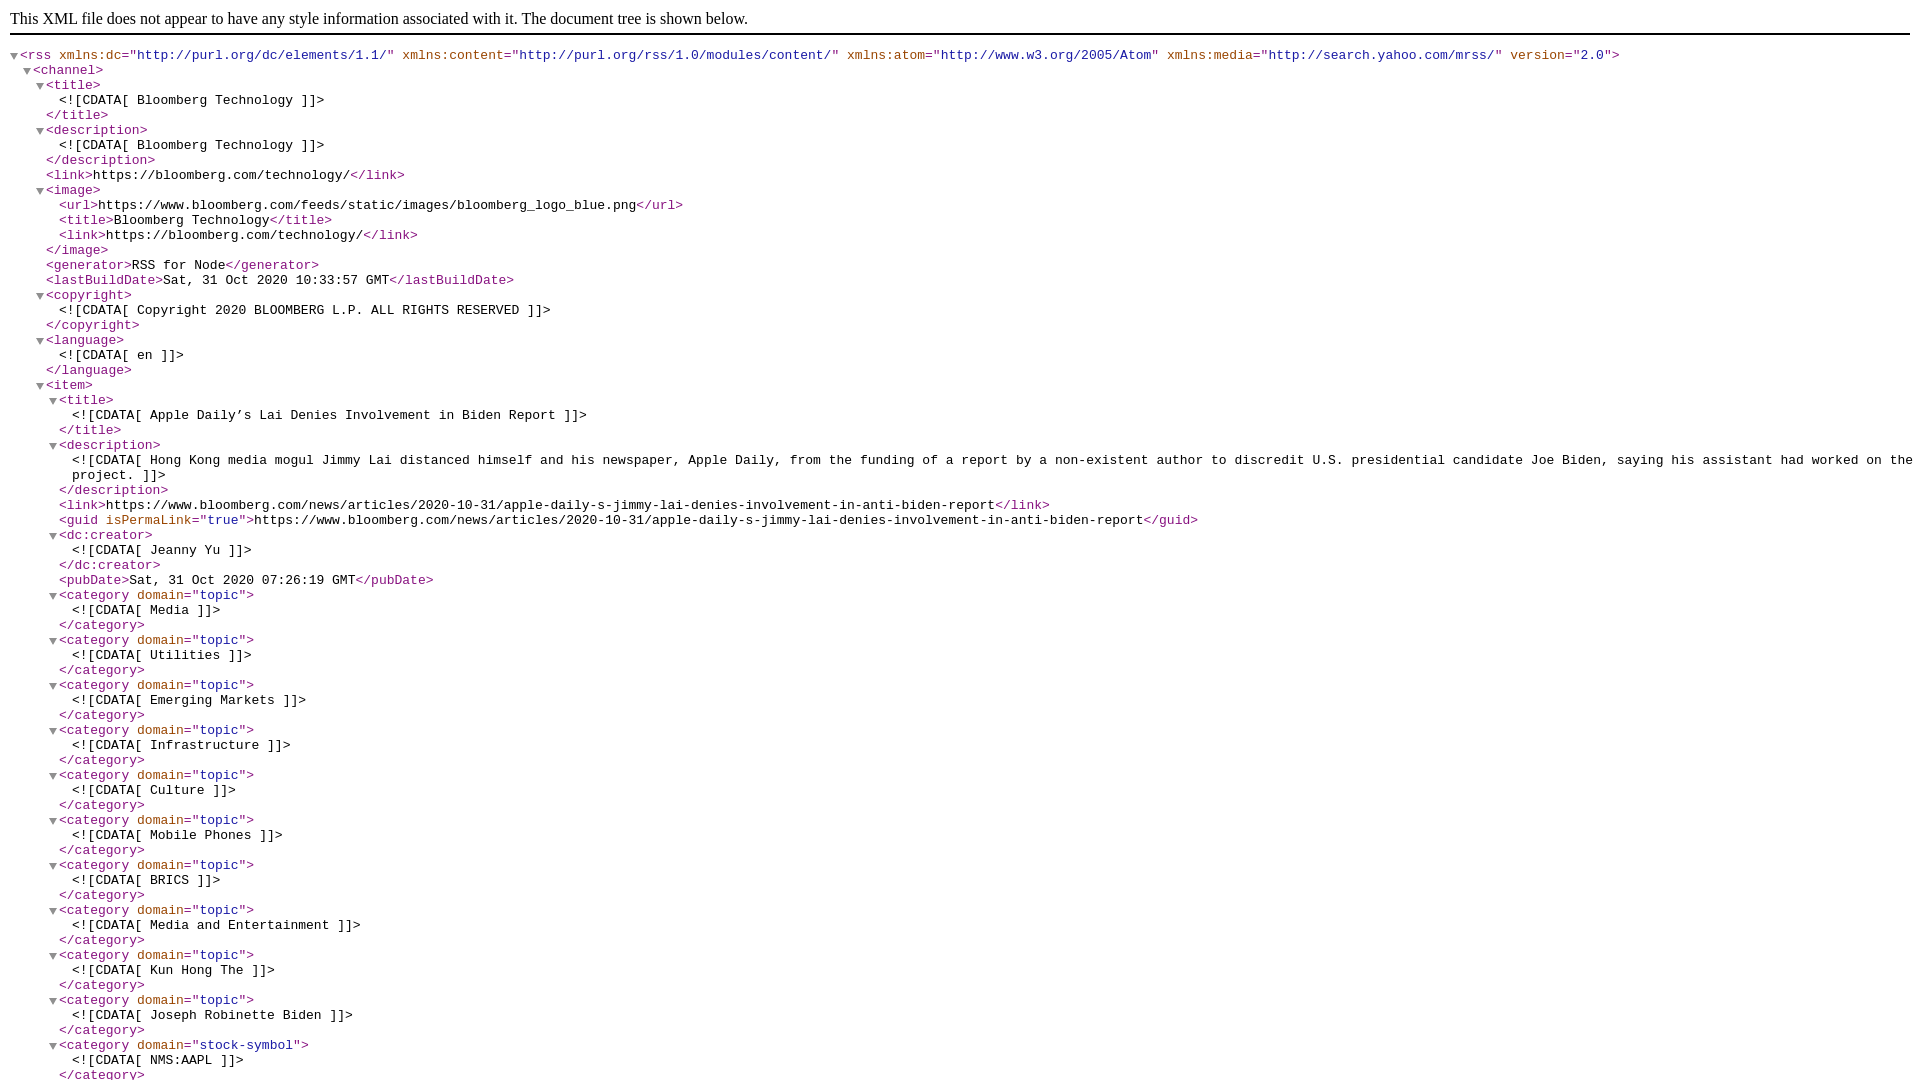 This XML file does not appear to have any style information associated with it. The document tree is shown below.
<rss xmlns:dc="http://purl.org/dc/elements/1.1/" xmlns:content="http://purl.org/rss/1.0/modules/content/" xmlns:atom="http://www.w3.org/2005/Atom" xmlns:media="http://search.yahoo.com/mrss/" version="2.0">
<channel>
<title>
<![CDATA[ Bloomberg Technology ]]>
</title>
<description>
<![CDATA[ Bloomberg Technology ]]>
</description>
<link>https://bloomberg.com/technology/</link>
<image>
<url>https://www.bloomberg.com/feeds/static/images/bloomberg_logo_blue.png</url>
<title>Bloomberg Technology</title>
<link>https://bloomberg.com/technology/</link>
</image>
<generator>RSS for Node</generator>
<lastBuildDate>Sat, 31 Oct 2020 10:33:57 GMT</lastBuildDate>
<copyright>
<![CDATA[ Copyright 2020 BLOOMBERG L.P. ALL RIGHTS RESERVED ]]>
</copyright>
<language>
<![CDATA[ en ]]>
</language>
<item>
<title>
<![CDATA[ Apple Daily’s Lai Denies Involvement in Biden Report ]]>
</title>
<description>
<![CDATA[ Hong Kong media mogul Jimmy Lai distanced himself and his newspaper, Apple Daily, from the funding of a report by a non-existent author to discredit U.S. presidential candidate Joe Biden, saying his assistant had worked on the
project. ]]>
</description>
<link>https://www.bloomberg.com/news/articles/2020-10-31/apple-daily-s-jimmy-lai-denies-involvement-in-anti-biden-report</link>
<guid isPermaLink="true">https://www.bloomberg.com/news/articles/2020-10-31/apple-daily-s-jimmy-lai-denies-involvement-in-anti-biden-report</guid>
<dc:creator>
<![CDATA[ Jeanny Yu ]]>
</dc:creator>
<pubDate>Sat, 31 Oct 2020 07:26:19 GMT</pubDate>
<category domain="topic">
<![CDATA[ Media ]]>
</category>
<category domain="topic">
<![CDATA[ Utilities ]]>
</category>
<category domain="topic">
<![CDATA[ Emerging Markets ]]>
</category>
<category domain="topic">
<![CDATA[ Infrastructure ]]>
</category>
<category domain="topic">
<![CDATA[ Culture ]]>
</category>
<category domain="topic">
<![CDATA[ Mobile Phones ]]>
</category>
<category domain="topic">
<![CDATA[ BRICS ]]>
</category>
<category domain="topic">
<![CDATA[ Media and Entertainment ]]>
</category>
<category domain="topic">
<![CDATA[ Kun Hong The ]]>
</category>
<category domain="topic">
<![CDATA[ Joseph Robinette Biden ]]>
</category>
<category domain="stock-symbol">
<![CDATA[ NMS:AAPL ]]>
</category>